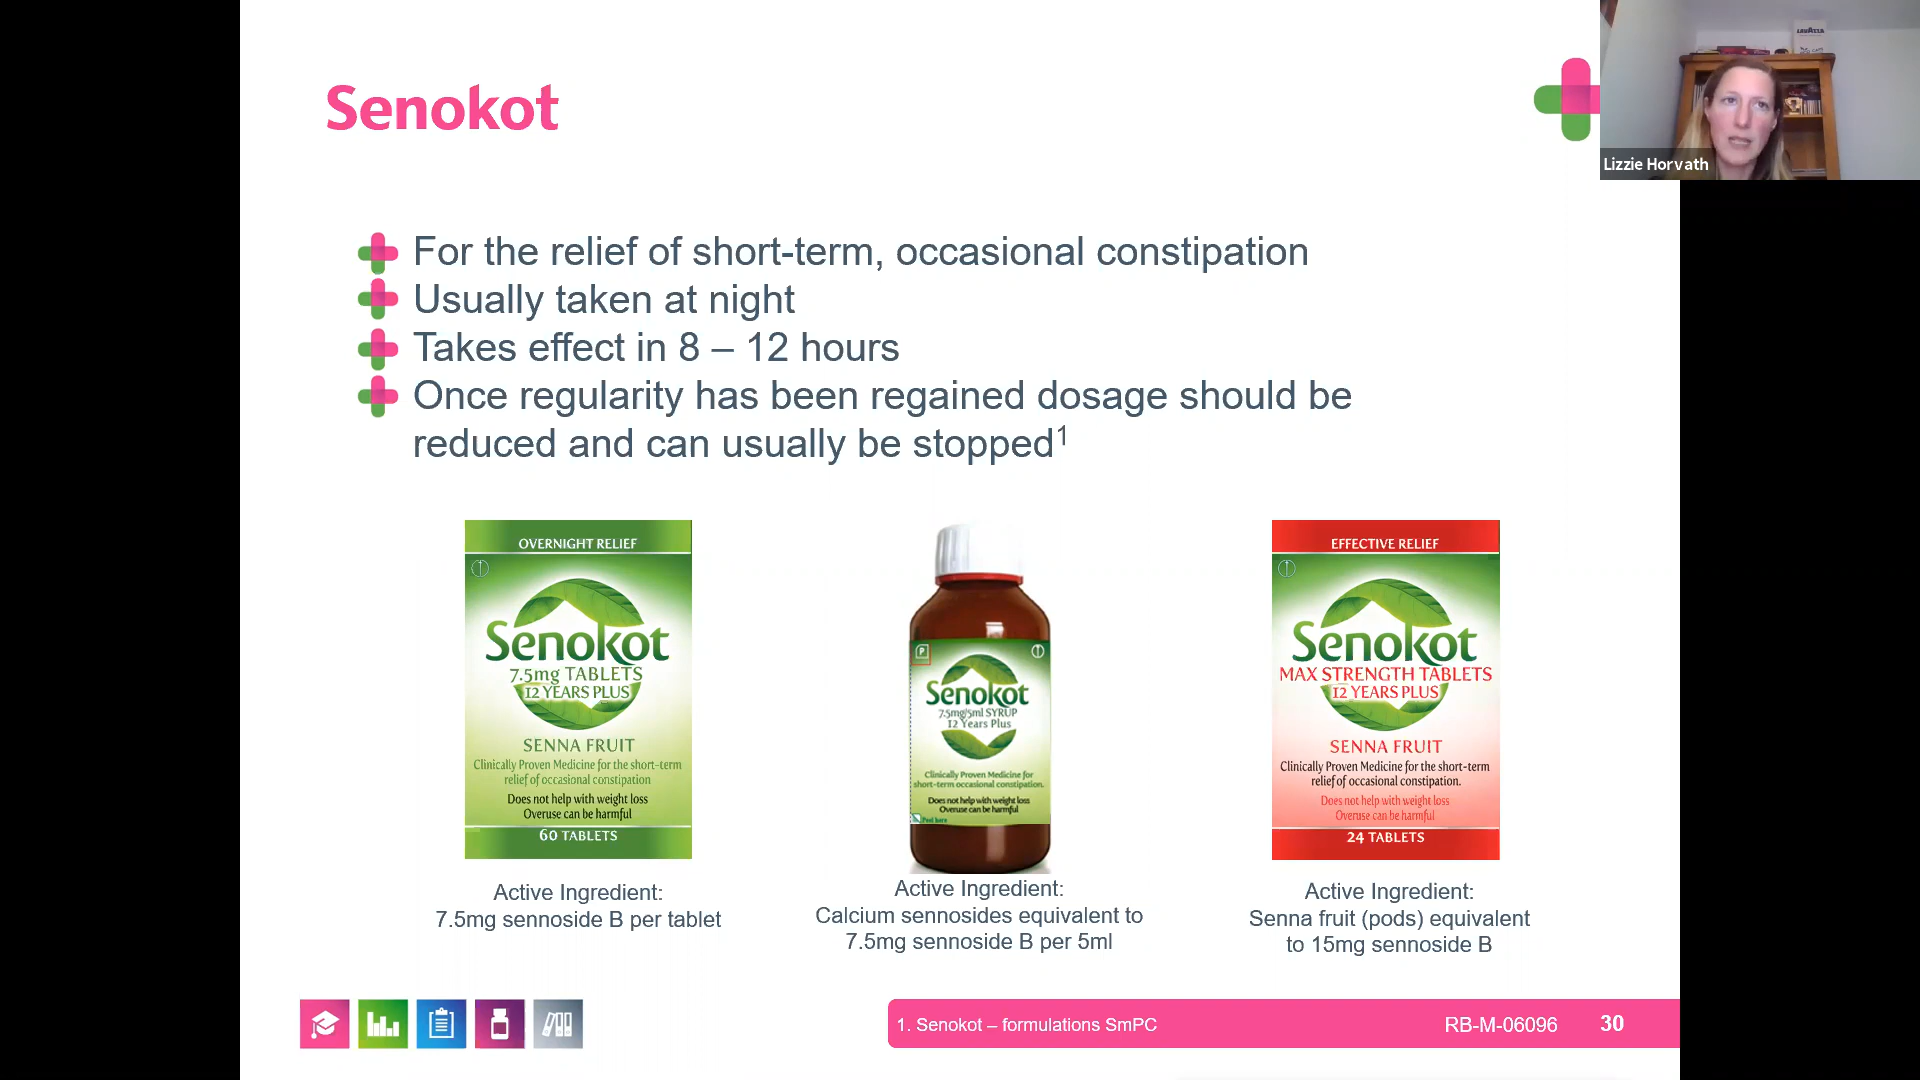 Senokot
LAVAZZA
Lizzie Horvath
For the relief of short-term, occasional constipation
Usually taken at night
Takes effect in 8 – 12 hours
Once regularity has been regained dosage should be
reduced and can usually be stopped1
OVERNIGHT RELIEF
Senokot
7.5mg TABLETS
12 YEARS PLUS
SENNA FRUIT
Clinically Proven Medicine for the short-term
relief of occasional constipation
Does not help with weight loss
Overuse can be harmful
60 TABLETS
Active Ingredient:
7.5mg sennoside B per tablet
P
Senokot
7.5mg/5ml SYRUP
12 Years Plus
Clinically Proven Medicine for
short-term occasional constipation.
Does not help with weight loss
Overuse can be harmful
Peel here
Active Ingredient:
Calcium sennosides equivalent to
7.5mg sennoside B per 5ml
EFFECTIVE RELIEF
Senokot
MAX STRENGTH TABLETS
12 YEARS PLUS
SENNA FRUIT
Clinically Proven Medicine for the short-term
relief of occasional constipation.
Does not help with weight loss
Overuse can be harmful
24 TABLETS
Active Ingredient:
Senna fruit (pods) equivalent
to 15mg sennoside B
1. Senokot – formulations SmPC
RB-M-06096
30